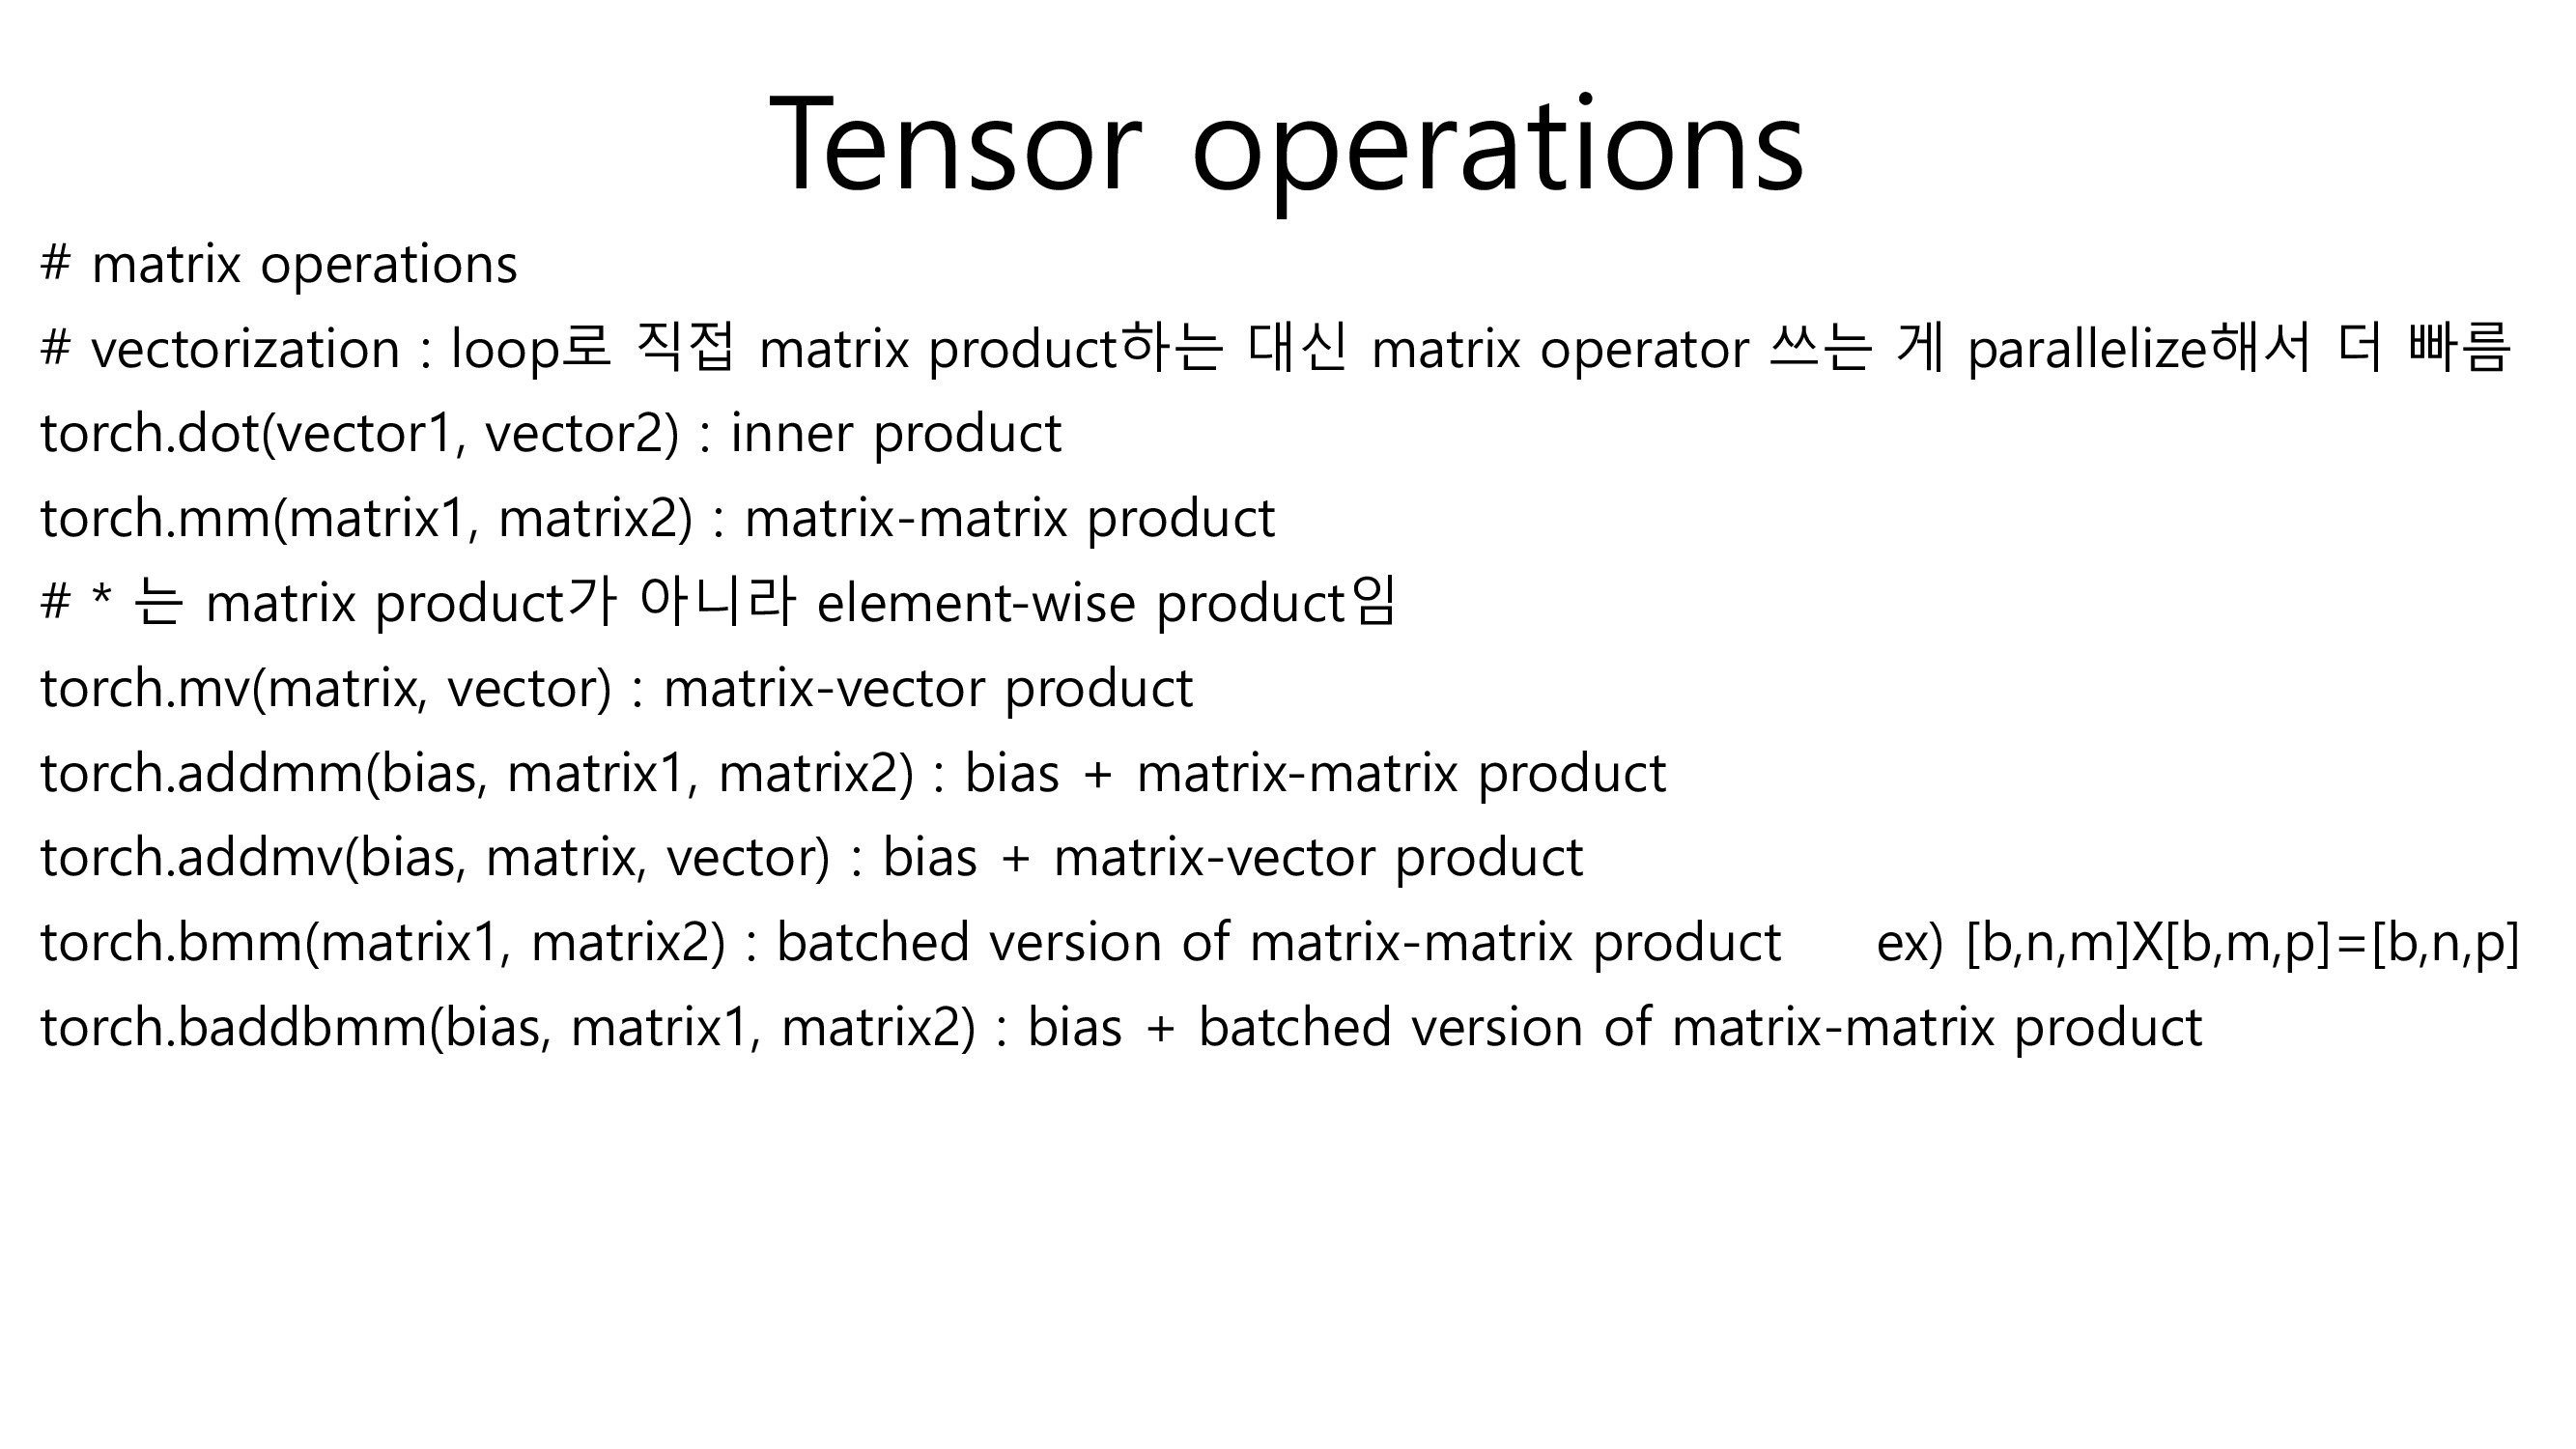 Tensor operations
# matrix operations
# vectorization : loop로 직접 matrix product하는 대신 matrix operator 쓰는 게 parallelize해서 더 빠름
torch.dot(vector1, vector2) : inner product
torch.mm(matrix1, matrix2) : matrix-matrix product
# * 는 matrix product가 아니라 element-wise product임
torch.mv(matrix, vector) : matrix-vector product
torch.addmm(bias, matrix1, matrix2) : bias + matrix-matrix product
torch.addmv(bias, matrix, vector) : bias + matrix-vector product
torch.bmm(matrix1, matrix2) : batched version of matrix-matrix product ex) [b,n,m]X[b,m,p]=[b,n,p]
torch.baddbmm(bias, matrix1, matrix2) : bias + batched version of matrix-matrix product